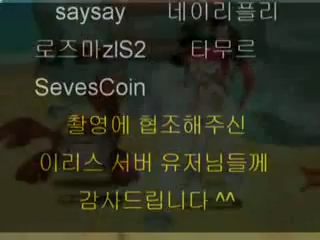 saysay 네이리플리
로즈마zlS2 타무르
SevesCoin
촬영에 협조해주신
이리스 서버 유저님들께
감사드립니다 ^^